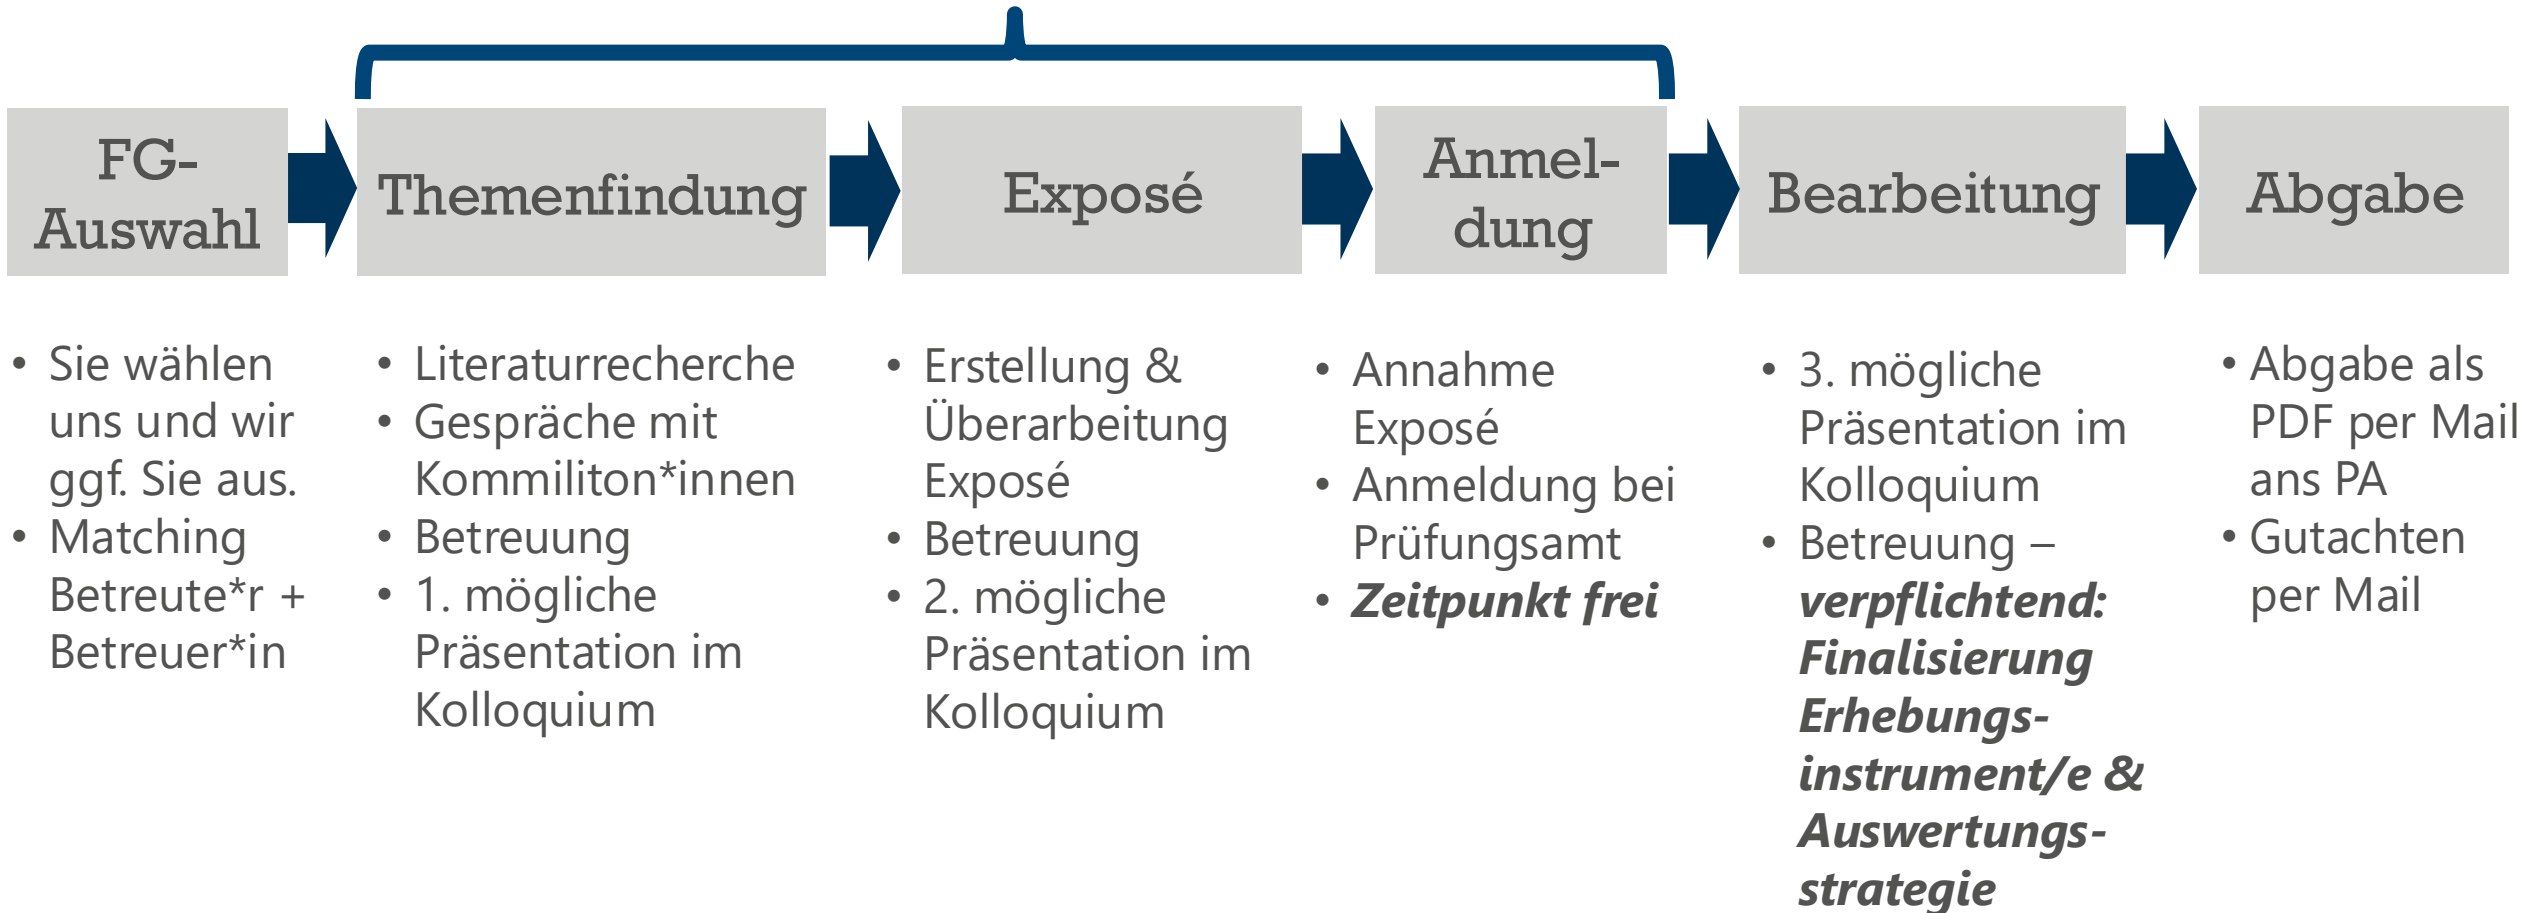 FG-
Auswahl
Themenfindung
Exposé
Anmel-
dung
Bearbeitung
Abgabe
• Sie wählen
uns und wir
ggf. Sie aus.
• Matching
Betreute*r +
Betreuer*in
• Literaturrecherche
• Gespräche mit
Kommiliton*innen
• Betreuung
• 1. mögliche
Präsentation im
Kolloquium
• Erstellung &
Überarbeitung
Exposé
• Betreuung
• 2. mögliche
Präsentation im
Kolloquium
• Annahme
Exposé
• Anmeldung bei
Prüfungsamt
• Zeitpunkt frei
• 3. mögliche
Präsentation im
Kolloquium
• Betreuung –
verpflichtend:
Finalisierung
Erhebungs-
instrument/e &
Auswertungs-
strategie
• Abgabe als
PDF per Mail
ans PA
• Gutachten
per Mail